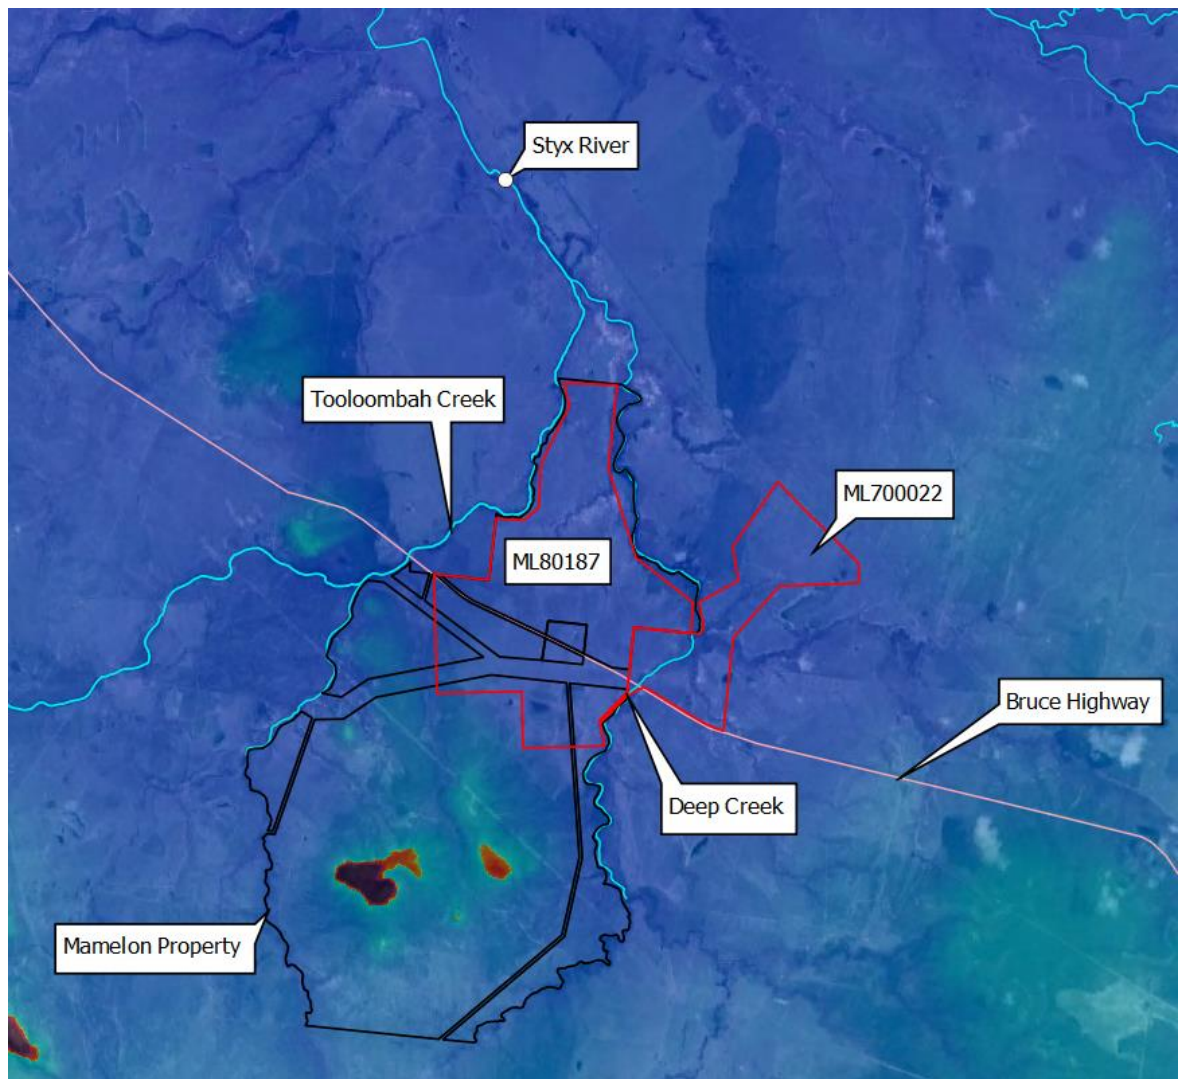 Styx River
Tooloombah Creek
ML700022
ML80187
Bruce Highway
Deep Creek
Mamelon Property